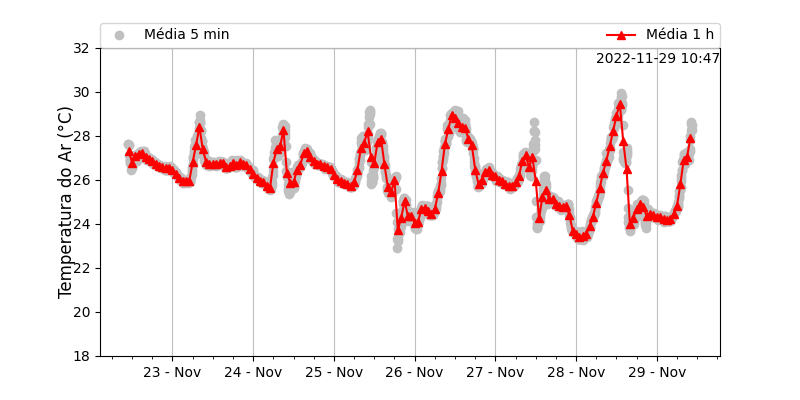 Média 5 min
Média 1 h
2022-11-29 10:47
Temperatura do Ar (°C)
32
30
28
26
24
22
20
18
23 - Nov
24 - Nov
25 - Nov
26 - Nov
27 - Nov
28 - Nov
29 - Nov